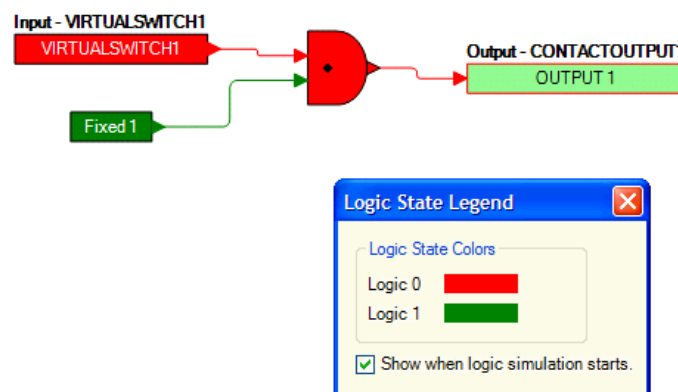 Input - VIRTUALSWITCH1
VIRTUALSWITCH1
Output - CONTACTOUTPUT1
OUTPUT 1
Fixed 1
Logic State Legend
Logic State Colors
Logic 0
Logic 1
Show when logic simulation starts.